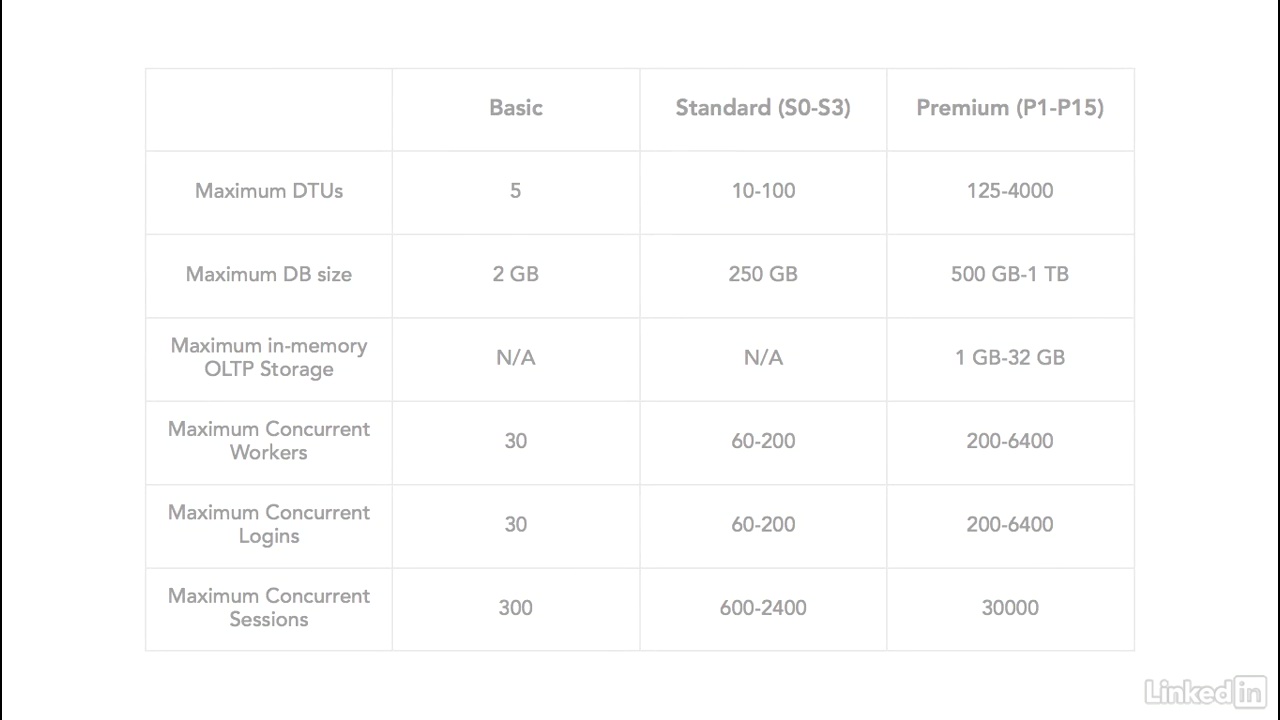 Basic Standard (S0-S3) Premium (P1-P15)
Maximum DTUs 5 10-100 125-4000
Maximum DB size 2 GB 250 GB 500 GB-1 TB
Maximum in-memory
OLTP Storage N/A N/A 1 GB-32 GB
Maximum Concurrent
Workers 30 60-200 200-6400
Maximum Concurrent
Logins 30 60-200 200-6400
Maximum Concurrent
Sessions 300 600-2400 30000
Linked in